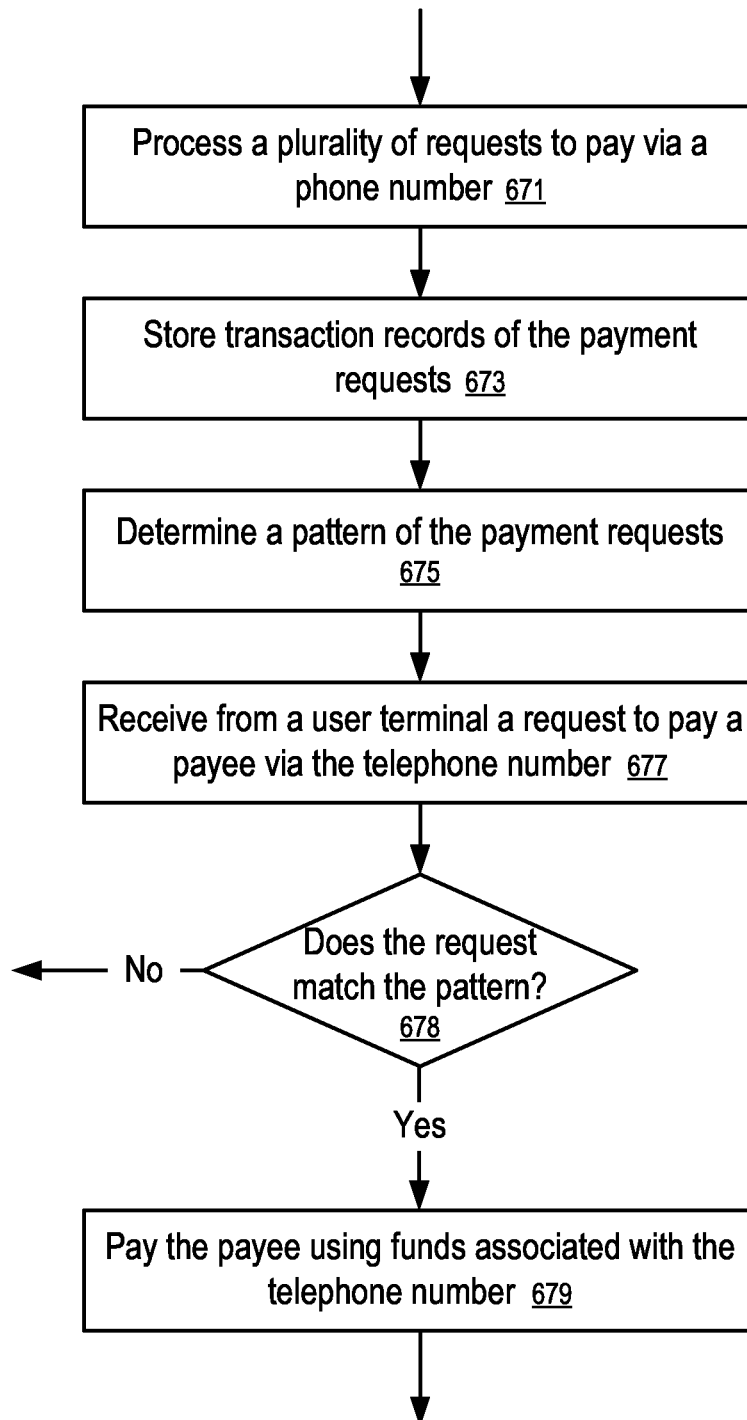 Process a plurality of requests to pay via a
phone number 671
Store transaction records of the payment
requests 673
Determine a pattern of the payment requests
675
Receive from a user terminal a request to pay a
payee via the telephone number 677
Does the request
match the pattern?
678
No
Yes
Pay the payee using funds associated with the
telephone number 679